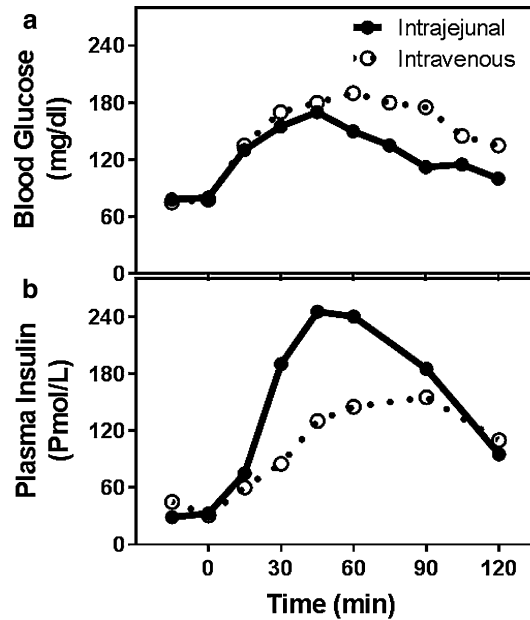 a
Intrajejunal
Intravenous
Blood Glucose
(mg/dl)
240
180
120
60
0
b
Plasma Insulin
(Pmol/L)
240
180
120
60
0
0 30 60 90 120
Time (min)